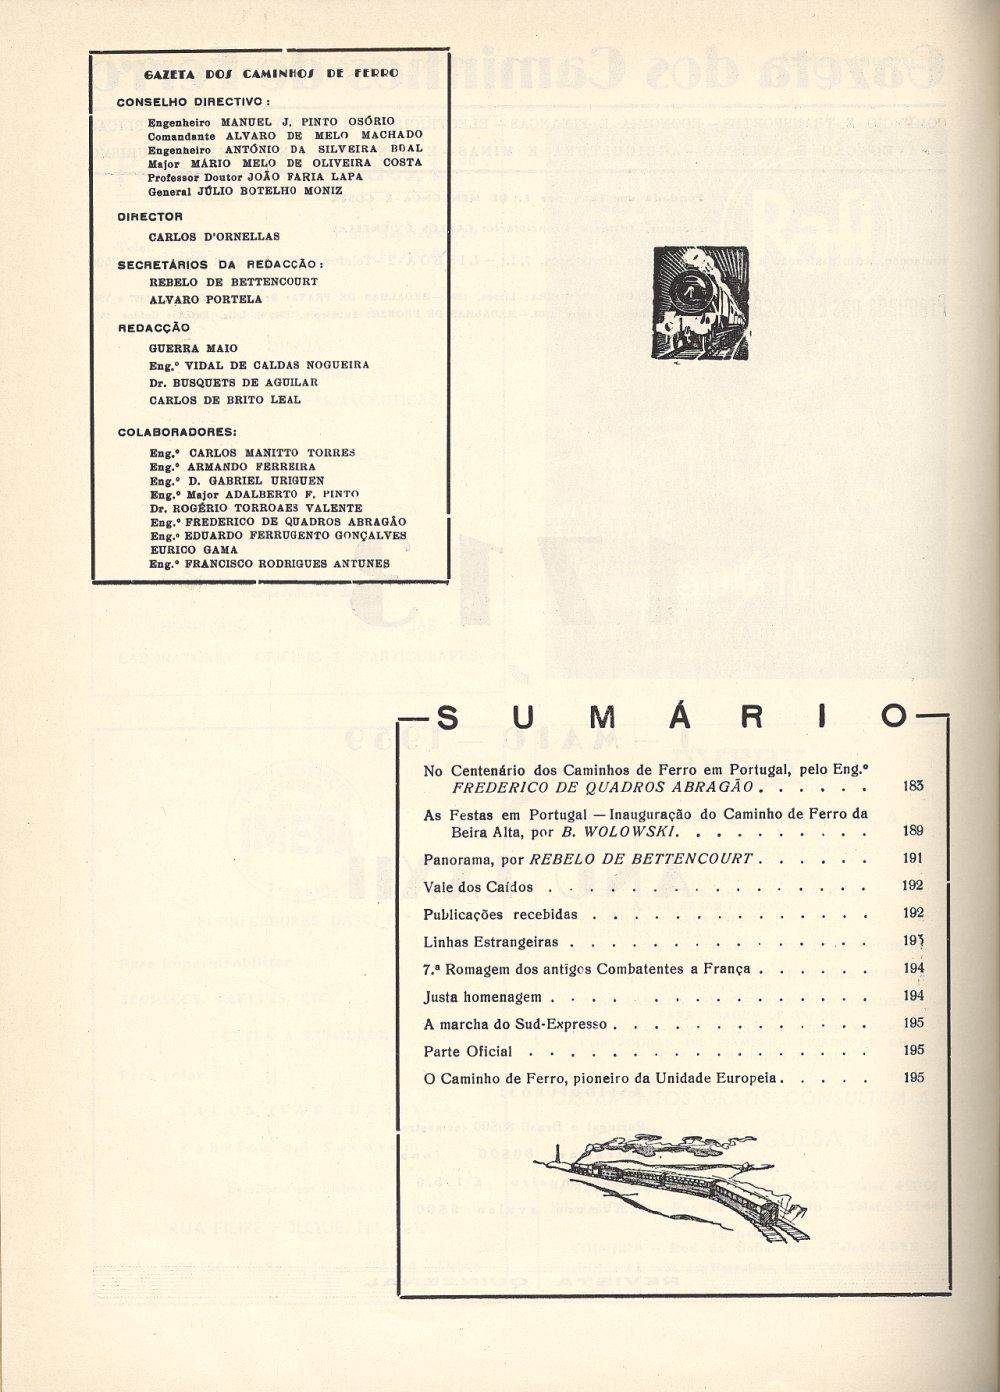 GAZETA DOS CAMINHOS DE FERRO
CONSELHO DIRECTIVO:
Engenheiro MANUEL J. PINTO OSÓRIO
Comandante ALVARO DE MELO MACHADO
Engenheiro ANTÓNIO DA SILVEIRA BUAL
Major MÁRIO MELO DE OLIVEIRA COSTA
Professor Doutor JOÃO FARIA LAPA
General JÚLIO BOTELHO MONIZ
DIRECTOR
CARLOS D'ORNELLAS
SECRETÁRIOS DA REDACÇÃO:
REBELO DE BETTENCOURT
ALVARO PORTELA
REDACÇÃO
GUERRA MAIO
Eng.º VIDAL DE CALDAS NOGUEIRA
Dr. BUSQUETS DE AGUILAR
CARLOS DE BRITO LEAL
COLABORADORES:
Eng.º CARLOS MANITTO TORRES
Eng.º ARMANDO FERREIRA
Eng.º D. GABRIEL URIGUEN
Eng.º Major ADALBERTO F. PINTO
Dr. ROGÉRIO TORROAES VALENTE
Eng.º FREDERICO DE QUADROS ABRAGÃO
Eng.º EDUARDO FERRUGENTO GONÇALVES
EURICO GAMA
Eng.º FRANCISCO RODRIGUES ANTUNES
SUMÁRIO
No Centenário dos Caminhos de Ferro em Portugal, pelo Eng.º
FREDERICO DE QUADROS ABRAGÃO . . . . . . 183
As Festas em Portugal — Inauguração do Caminho de Ferro da
Beira Alta, por B. WOLOWSKI. . . . . . . . . . 189
Panorama, por REBELO DE BETTENCOURT . . . . . . 191
Vale dos Caídos . . . . . . . . . . . . . . . . 192
Publicações recebidas . . . . . . . . . . . . . . 192
Linhas Estrangeiras . . . . . . . . . . . . . . . 193
7.ª Romagem dos antigos Combatentes a França . . . . . . 194
Justa homenagem . . . . . . . . . . . . . . . . 194
A marcha do Sud-Expresso . . . . . . . . . . . . . 195
Parte Oficial . . . . . . . . . . . . . . . . . 195
O Caminho de Ferro, pioneiro da Unidade Europeia . . . . . 195